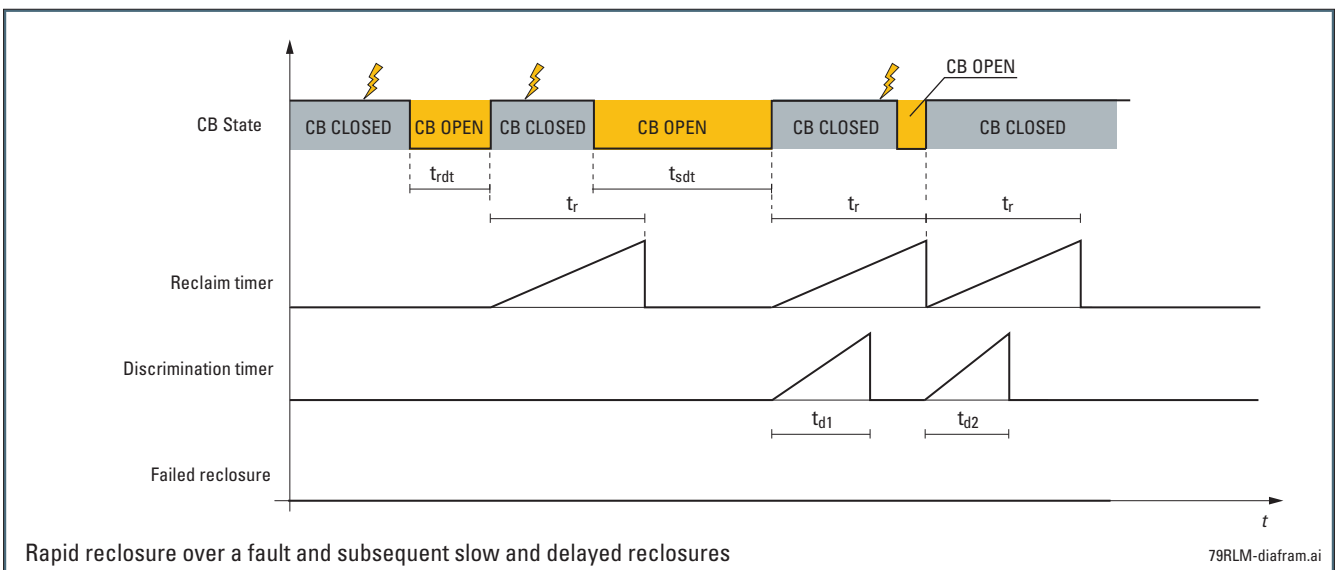 CB OPEN
CB State
CB CLOSED CB OPEN CB CLOSED CB OPEN CB CLOSED CB CLOSED
trdt tsdt
tr tr tr
Reclaim timer
Discrimination timer
td1 td2
Failed reclosure
t
Rapid reclosure over a fault and subsequent slow and delayed reclosures
79RLM-diafram.ai